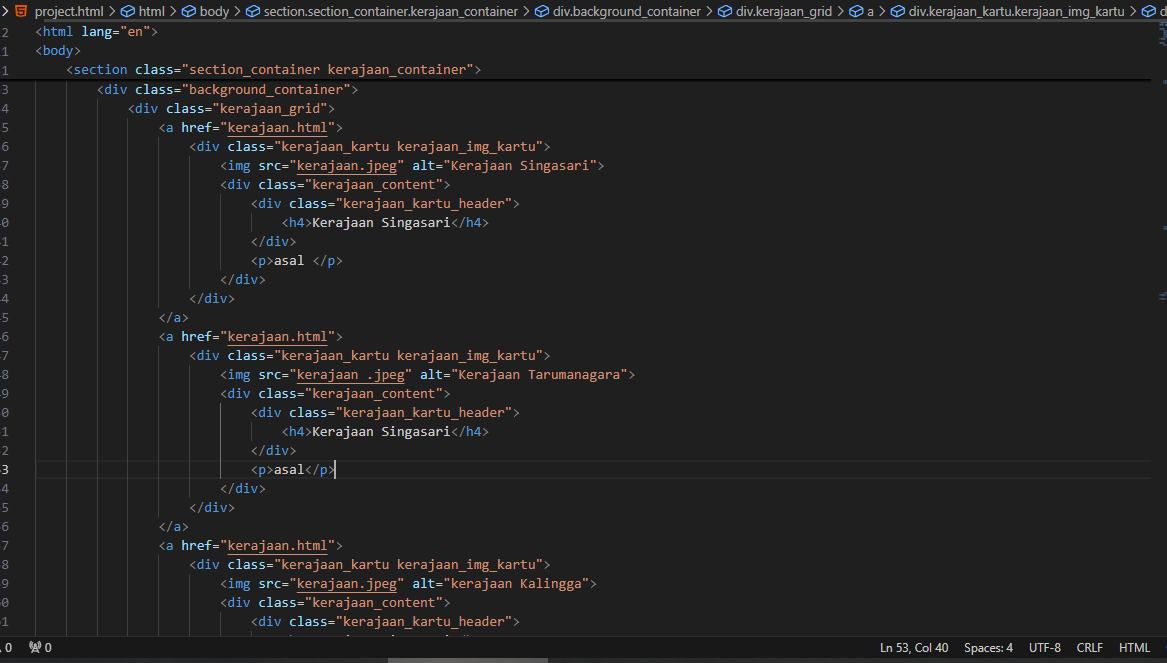 project.html > html > body > section.section_container.kerajaan_container > div.background_container > div.kerajaan_grid > a > div.kerajaan_kartu.kerajaan_img_kartu >
2 <html lang="en">
1 <body>
1 <section class="section_container kerajaan_container">
3 <div class="background_container">
4 <div class="kerajaan_grid">
5 <a href="kerajaan.html">
6 <div class="kerajaan_kartu kerajaan_img_kartu">
7 <img src="kerajaan.jpeg" alt="Kerajaan Singasari">
8 <div class="kerajaan_content">
9 <div class="kerajaan_kartu_header">
0 <h4>Kerajaan Singasari</h4>
1 </div>
2 <p>asal </p>
3 </div>
4 </div>
5 </a>
6 <a href="kerajaan.html">
7 <div class="kerajaan_kartu kerajaan_img_kartu">
8 <img src="kerajaan .jpeg" alt="Kerajaan Tarumanagara">
9 <div class="kerajaan_content">
0 <div class="kerajaan_kartu_header">
1 <h4>Kerajaan Singasari</h4>
2 </div>
3 <p>asal</p>
4 </div>
5 </div>
6 </a>
7 <a href="kerajaan.html">
8 <div class="kerajaan_kartu kerajaan_img_kartu">
9 <img src="kerajaan.jpeg" alt="kerajaan Kalingga">
0 <div class="kerajaan_content">
1 <div class="kerajaan_kartu_header">
0 0 Ln 53, Col 40 Spaces: 4 UTF-8 CRLF HTML